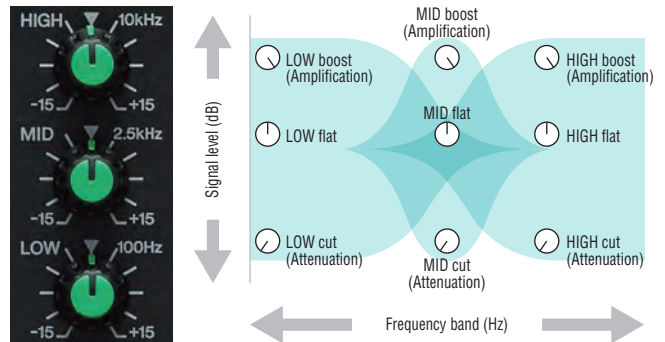 HIGH 10kHz
-15 +15
MID 2.5kHz
-15 +15
LOW 100Hz
-15 +15
Signal level (dB)
MID boost
(Amplification)
LOW boost
(Amplification)
HIGH boost
(Amplification)
MID flat
LOW flat
HIGH flat
LOW cut
(Attenuation)
MID cut
(Attenuation)
HIGH cut
(Attenuation)
Frequency band (Hz)